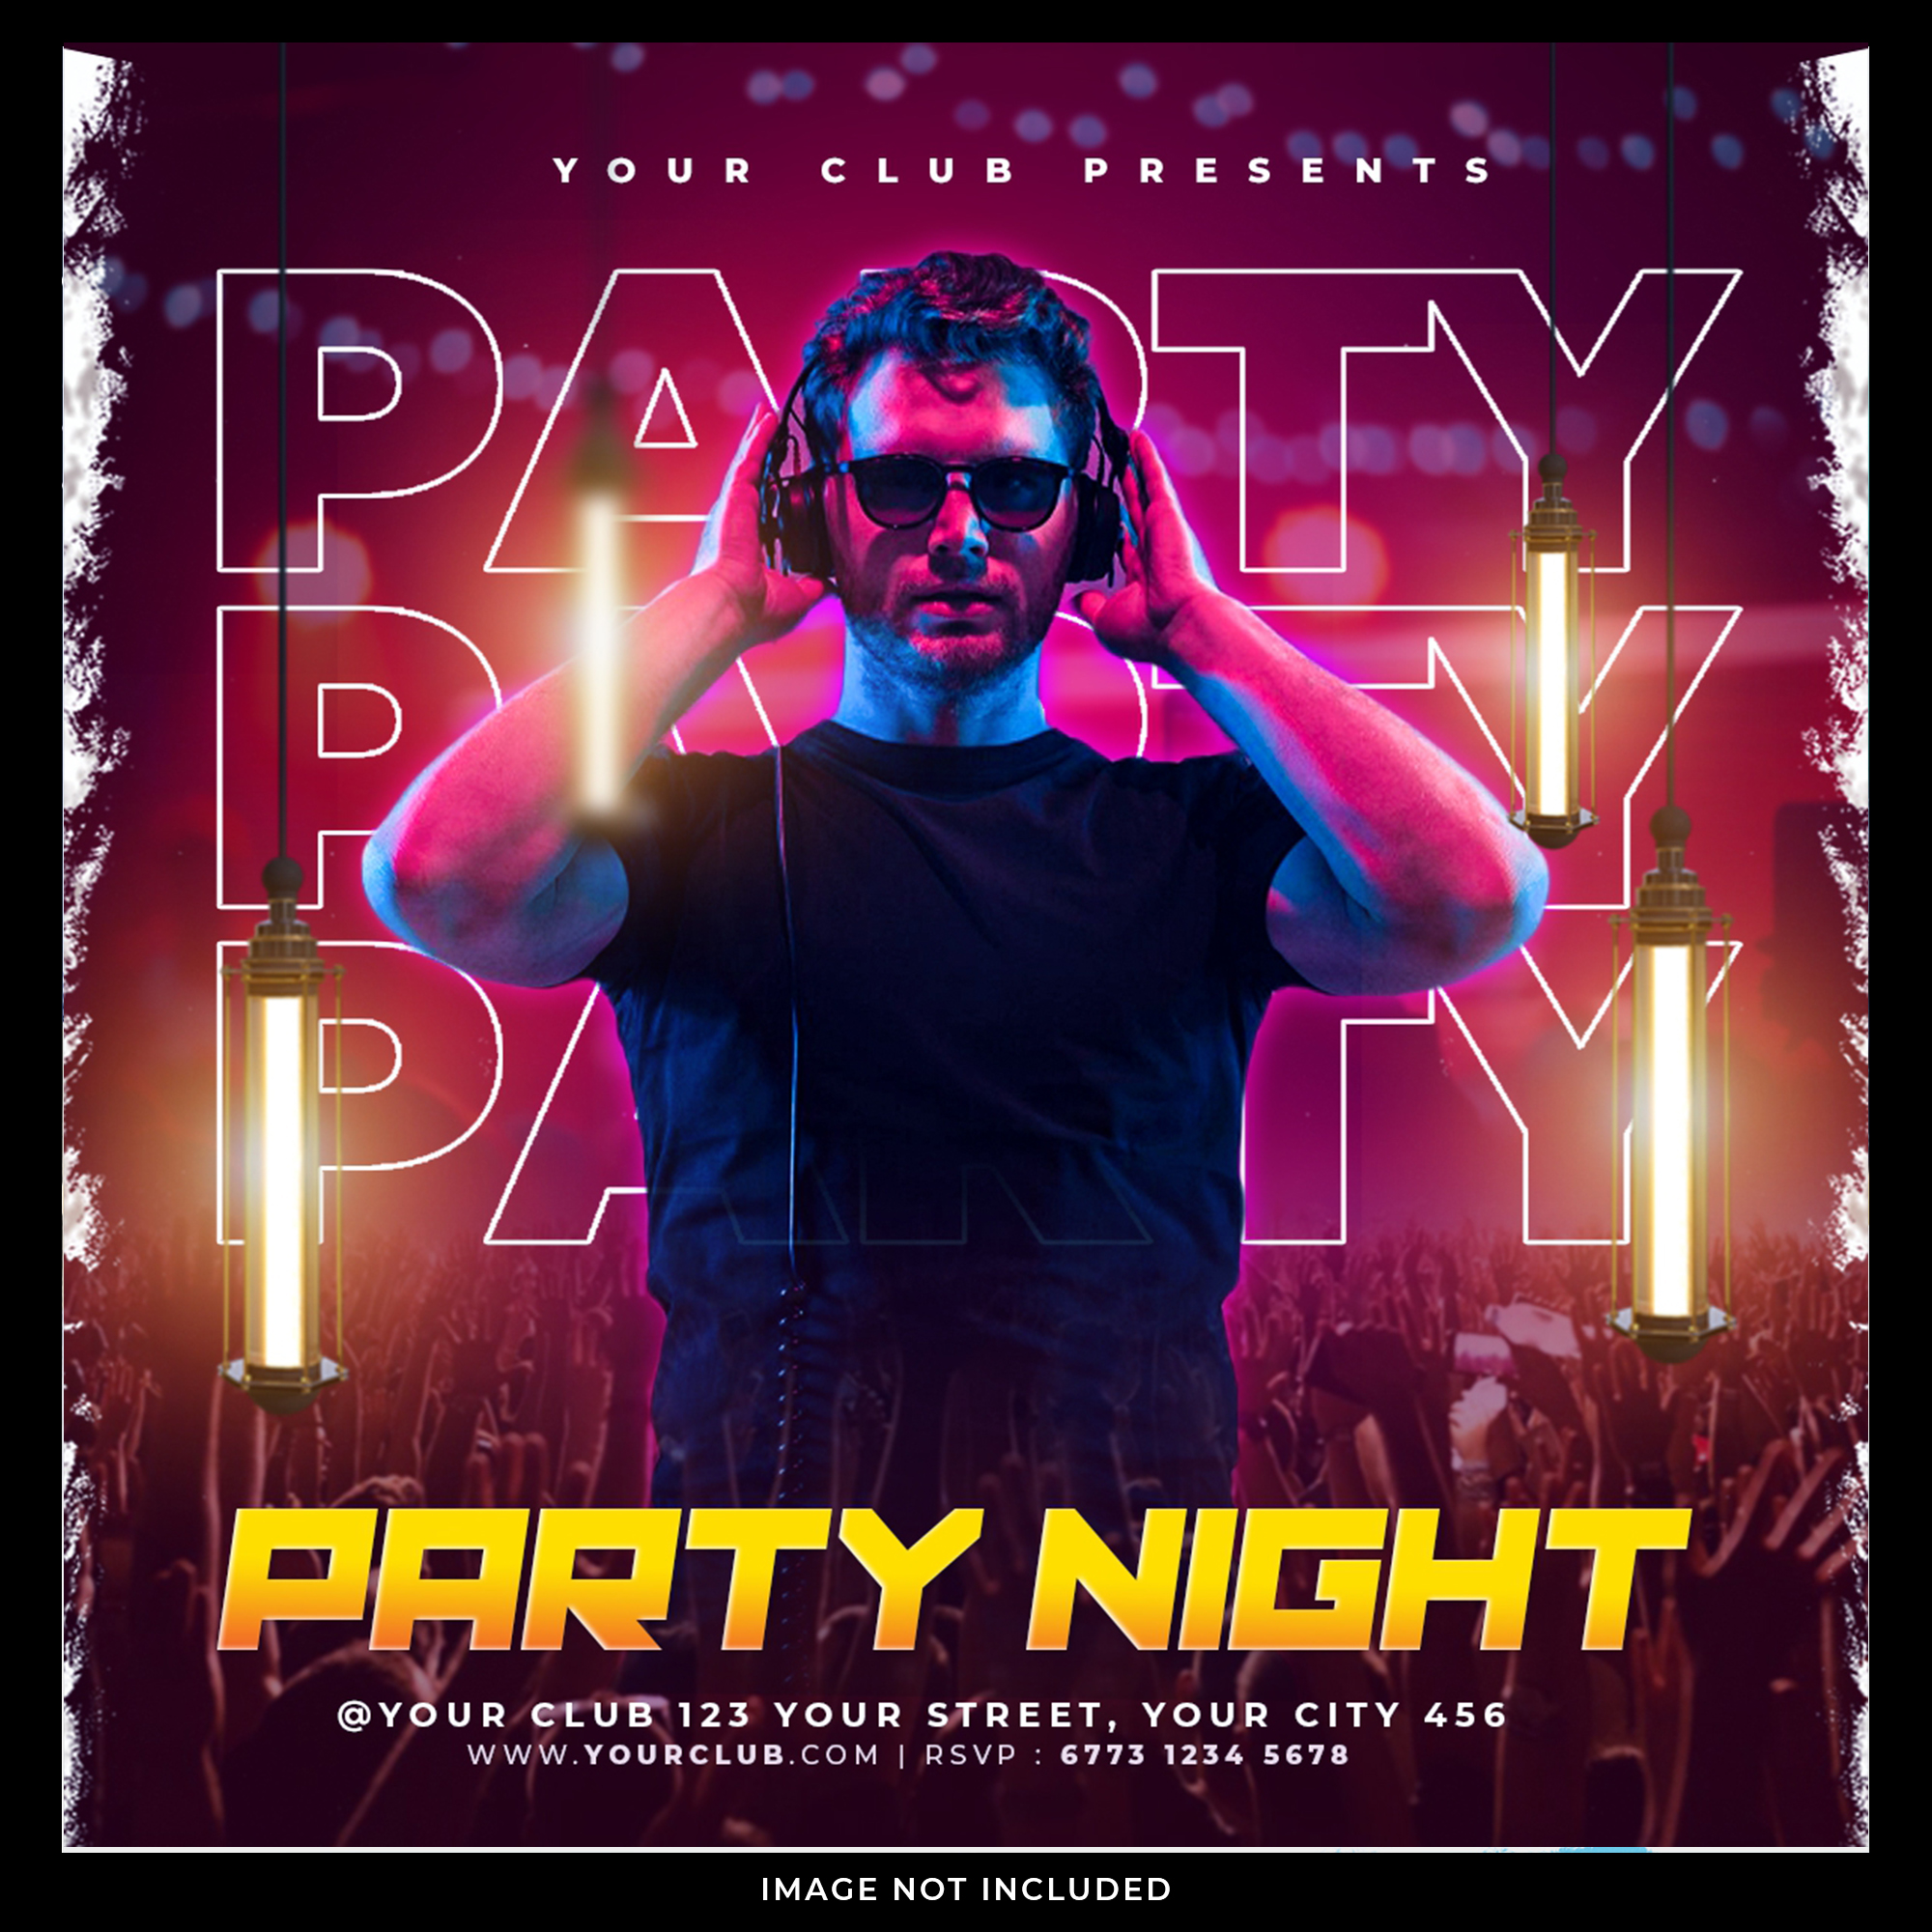 YOUR CLUB PRESENTS
PARTY
PARTY
PARTY
PARTY NIGHT
@YOUR CLUB 123 YOUR STREET, YOUR CITY 456
WWW.YOURCLUB.COM | RSVP : 6773 1234 5678
IMAGE NOT INCLUDED